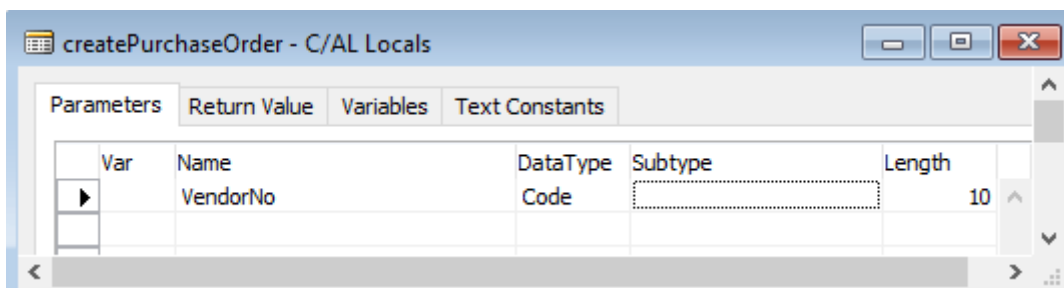 createPurchaseOrder - C/AL Locals
Parameters Return Value Variables Text Constants
Var Name DataType Subtype Length
VendorNo Code 10